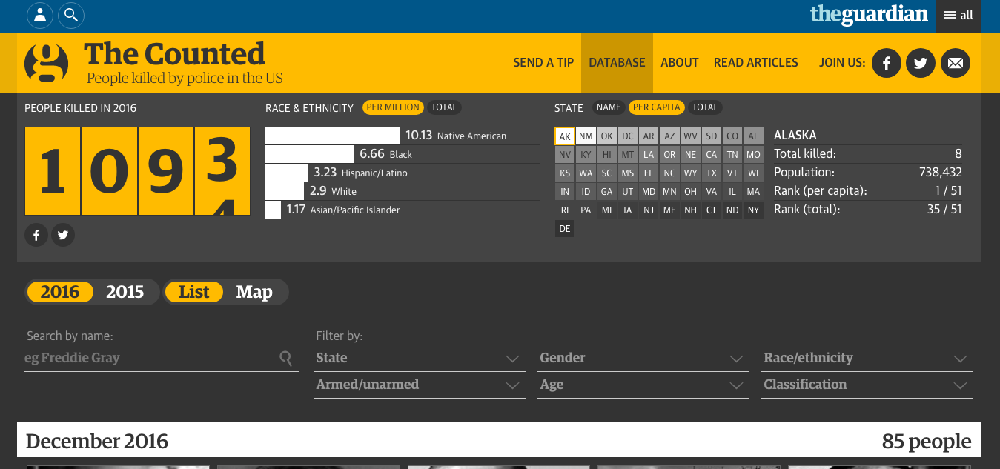 theguardian
all
The Counted
People killed by police in the US
SEND A TIP
DATABASE
ABOUT
READ ARTICLES
JOIN US:
PEOPLE KILLED IN 2016
1 0 9 3
4
RACE & ETHNICITY
PER MILLION
TOTAL
10.13 Native American
6.66 Black
3.23 Hispanic/Latino
2.9 White
1.17 Asian/Pacific Islander
STATE
NAME
PER CAPITA
TOTAL
AK NM OK DC AR AZ WV SD CO AL
NV KY HI MT LA OR NE CA TN MO
KS WA SC MS FL NC WY TX VT WI
IN ID GA UT MD MN OH VA IL MA
RI PA MI IA NJ ME NH CT ND NY
DE
ALASKA
Total killed: 8
Population: 738,432
Rank (per capita): 1 / 51
Rank (total): 35 / 51
2016
2015
List
Map
Search by name:
eg Freddie Gray
Filter by:
State
Gender
Race/ethnicity
Armed/unarmed
Age
Classification
December 2016
85 people